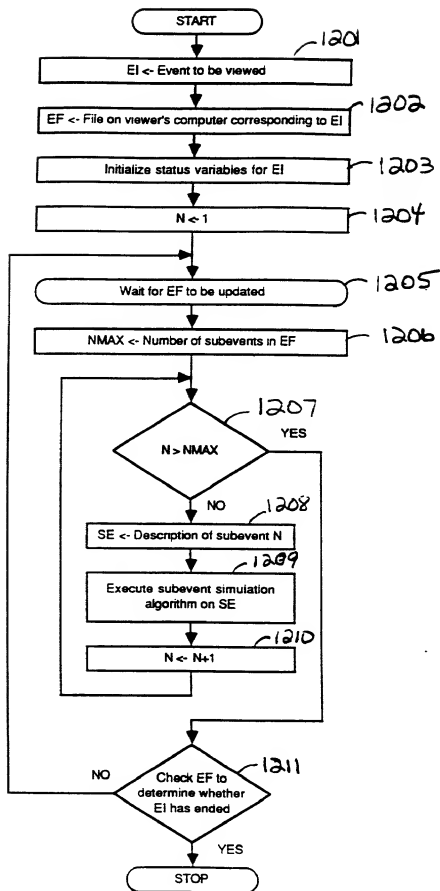 START
1201
EI <- Event to be viewed
1202
EF <- File on viewer's computer corresponding to EI
1203
Initialize status variables for EI
1204
N <- 1
1205
Wait for EF to be updated
1206
NMAX <- Number of subevents in EF
1207
N > NMAX
YES
NO
1208
SE <- Description of subevent N
1209
Execute subevent simulation
algorithm on SE
1210
N <- N+1
1211
NO
Check EF to
determine whether
EI has ended
YES
STOP